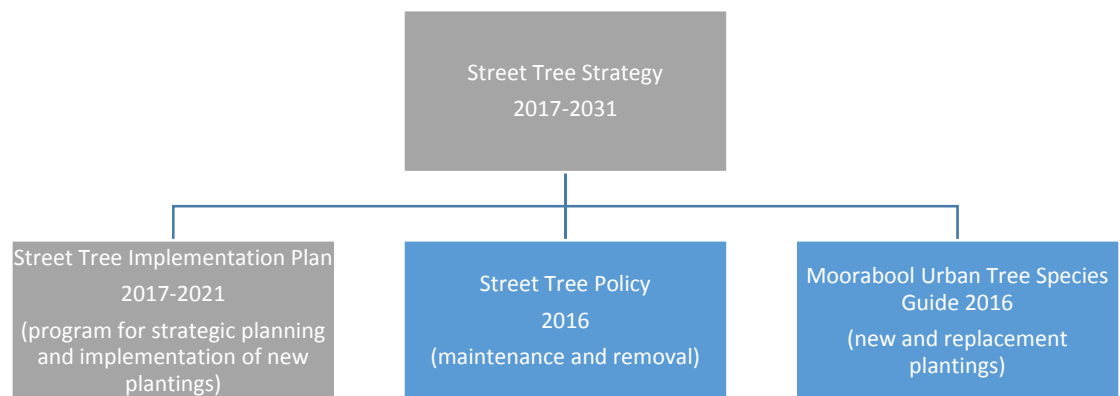 Street Tree Strategy
2017-2031
Street Tree Implementation Plan
2017-2021
(program for strategic planning
and implementation of new
plantings)
Street Tree Policy
2016
(maintenance and removal)
Moorabool Urban Tree Species
Guide 2016
(new and replacement
plantings)